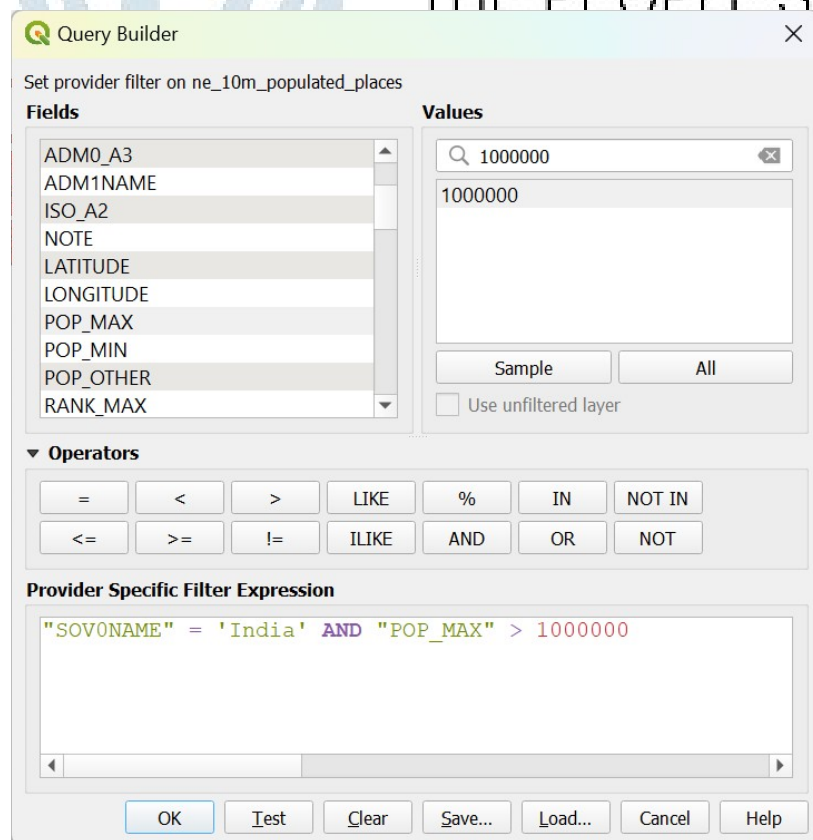 Query Builder
Set provider filter on ne_10m_populated_places
Fields
Values
ADM0_A3
ADM1NAME
ISO_A2
NOTE
LATITUDE
LONGITUDE
POP_MAX
POP_MIN
POP_OTHER
RANK_MAX
1000000
1000000
Sample
All
Use unfiltered layer
Operators
= < > LIKE % IN NOT IN
<= >= != ILIKE AND OR NOT
Provider Specific Filter Expression
"SOV0NAME" = 'India' AND "POP_MAX" > 1000000
OK Test Clear Save... Load... Cancel Help